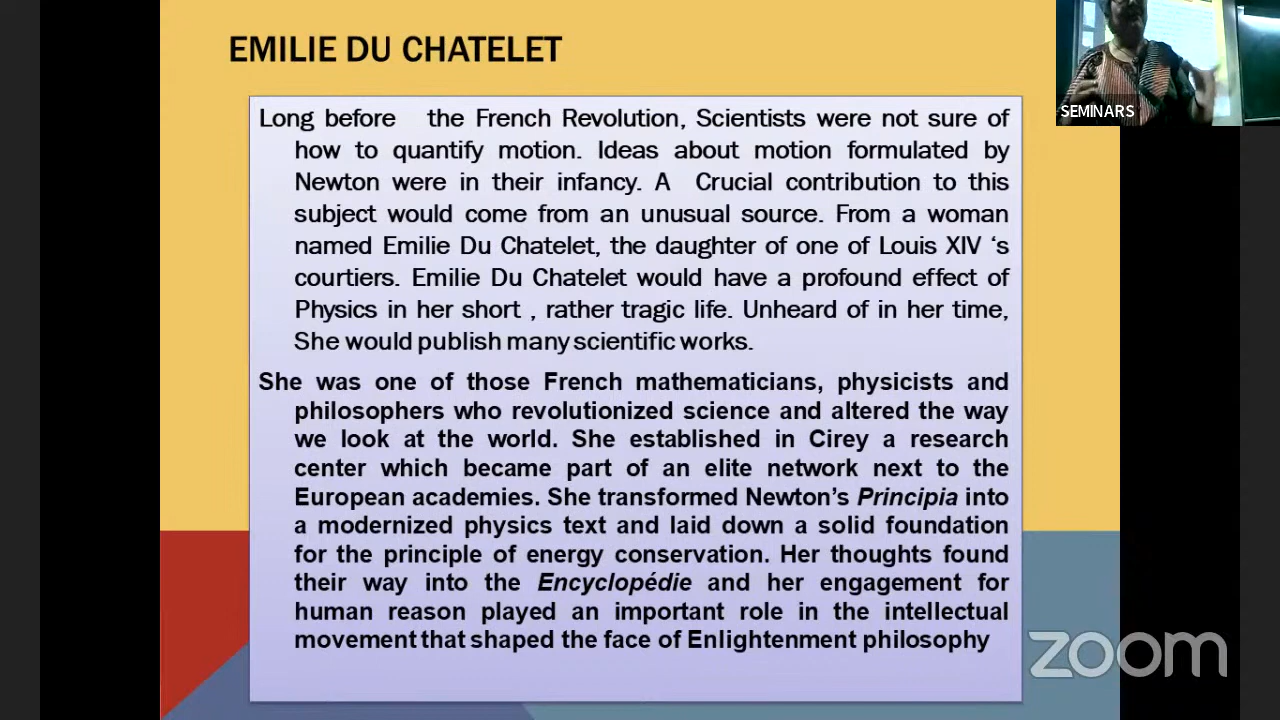 EMILIE DU CHATELET
SEMINARS
Long before the French Revolution, Scientists were not sure of
how to quantify motion. Ideas about motion formulated by
Newton were in their infancy. A Crucial contribution to this
subject would come from an unusual source. From a woman
named Emilie Du Chatelet, the daughter of one of Louis XIV ‘s
courtiers. Emilie Du Chatelet would have a profound effect of
Physics in her short , rather tragic life. Unheard of in her time,
She would publish many scientific works.
She was one of those French mathematicians, physicists and
philosophers who revolutionized science and altered the way
we look at the world. She established in Cirey a research
center which became part of an elite network next to the
European academies. She transformed Newton’s Principia into
a modernized physics text and laid down a solid foundation
for the principle of energy conservation. Her thoughts found
their way into the Encyclopédie and her engagement for
human reason played an important role in the intellectual
movement that shaped the face of Enlightenment philosophy
zoom